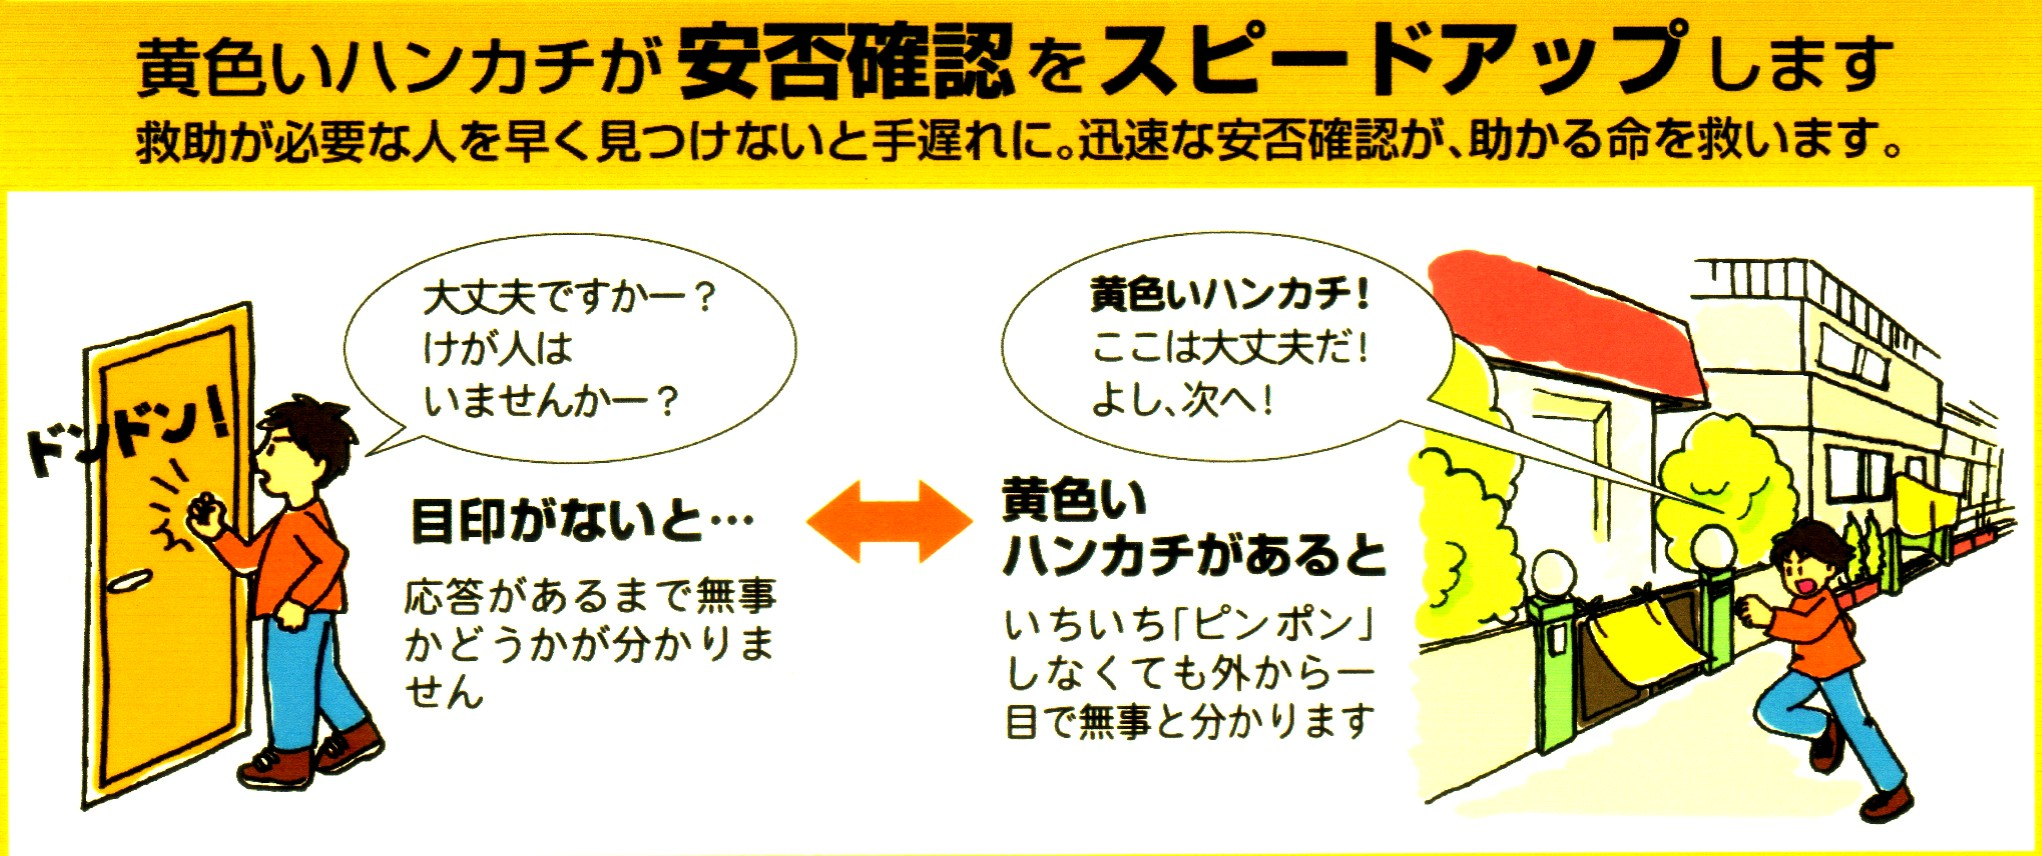 黄色いハンカチが安否確認をスピードアップします
救助が必要な人を早く見つけないと手遅れに。迅速な安否確認が、助かる命を救います。
大丈夫ですかー？
けが人は
いませんかー？
ドンドン！
目印がないと…
応答があるまで無事
かどうかが分かりま
せん
黄色いハンカチ！
ここは大丈夫だ！
よし、次へ！
黄色い
ハンカチがあると
いちいち「ピンポン」
しなくても外から一
目で無事と分かります